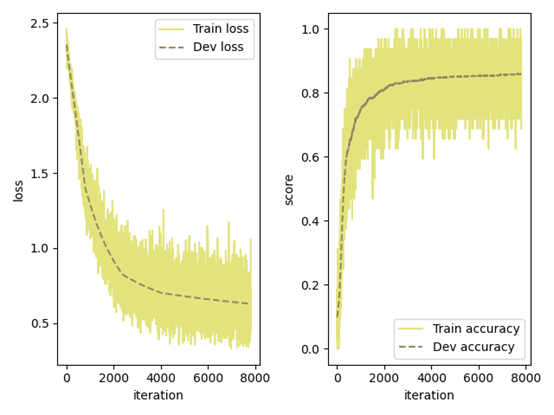 2.5
2.0
1.5
1.0
0.5
loss
0
2000
4000
6000
8000
iteration
Train loss
Dev loss
1.0
0.8
0.6
0.4
0.2
0.0
score
0
2000
4000
6000
8000
iteration
Train accuracy
Dev accuracy